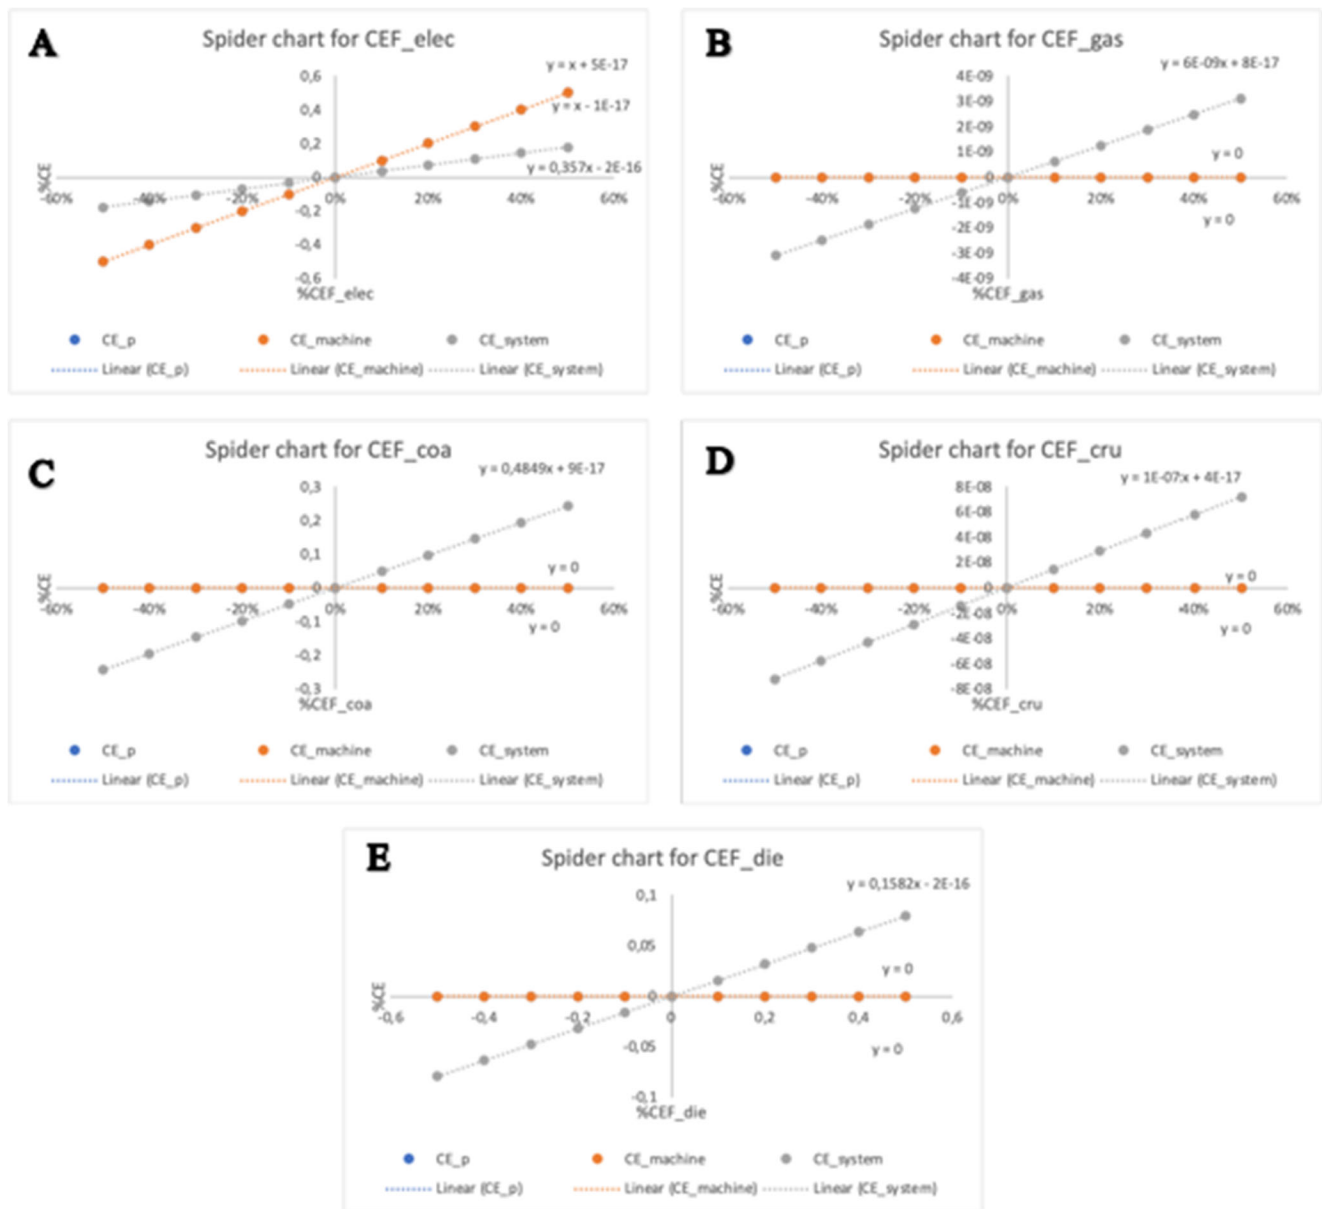 A
Spider chart for CEF_elec
y = x + 5E-17
y = x - 1E-17
y = 0,357x - 2E-16
0,6
0,4
0,2
0
-0,2
-0,4
-0,6
%CE
-60% -40% -20% 0% 20% 40% 60%
%CEF_elec
CE_p CE_machine CE_system
Linear (CE_p) Linear (CE_machine) Linear (CE_system)
B
Spider chart for CEF_gas
y = 6E-09x + 8E-17
y = 0
y = 0
4E-09
3E-09
2E-09
1E-09
0
-1E-09
-2E-09
-3E-09
-4E-09
%CE
-60% -40% -20% 0% 20% 40% 60%
%CEF_gas
CE_p CE_machine CE_system
Linear (CE_p) Linear (CE_machine) Linear (CE_system)
C
Spider chart for CEF_coa
y = 0,4849x + 9E-17
y = 0
y = 0
0,3
0,2
0,1
0
-0,1
-0,2
-0,3
%CE
-60% -40% -20% 0% 20% 40% 60%
%CEF_coa
CE_p CE_machine CE_system
Linear (CE_p) Linear (CE_machine) Linear (CE_system)
D
Spider chart for CEF_cru
y = 1E-07x + 4E-17
y = 0
y = 0
8E-08
6E-08
4E-08
2E-08
0
-2E-08
-4E-08
-6E-08
-8E-08
%CE
-60% -40% -20% 0% 20% 40% 60%
%CEF_cru
CE_p CE_machine CE_system
Linear (CE_p) Linear (CE_machine) Linear (CE_system)
E
Spider chart for CEF_die
y = 0,1582x - 2E-16
y = 0
y = 0
0,1
0,05
0
-0,05
-0,1
%CE
-0,6 -0,4 -0,2 0 0,2 0,4 0,6
%CEF_die
CE_p CE_machine CE_system
Linear (CE_p) Linear (CE_machine) Linear (CE_system)